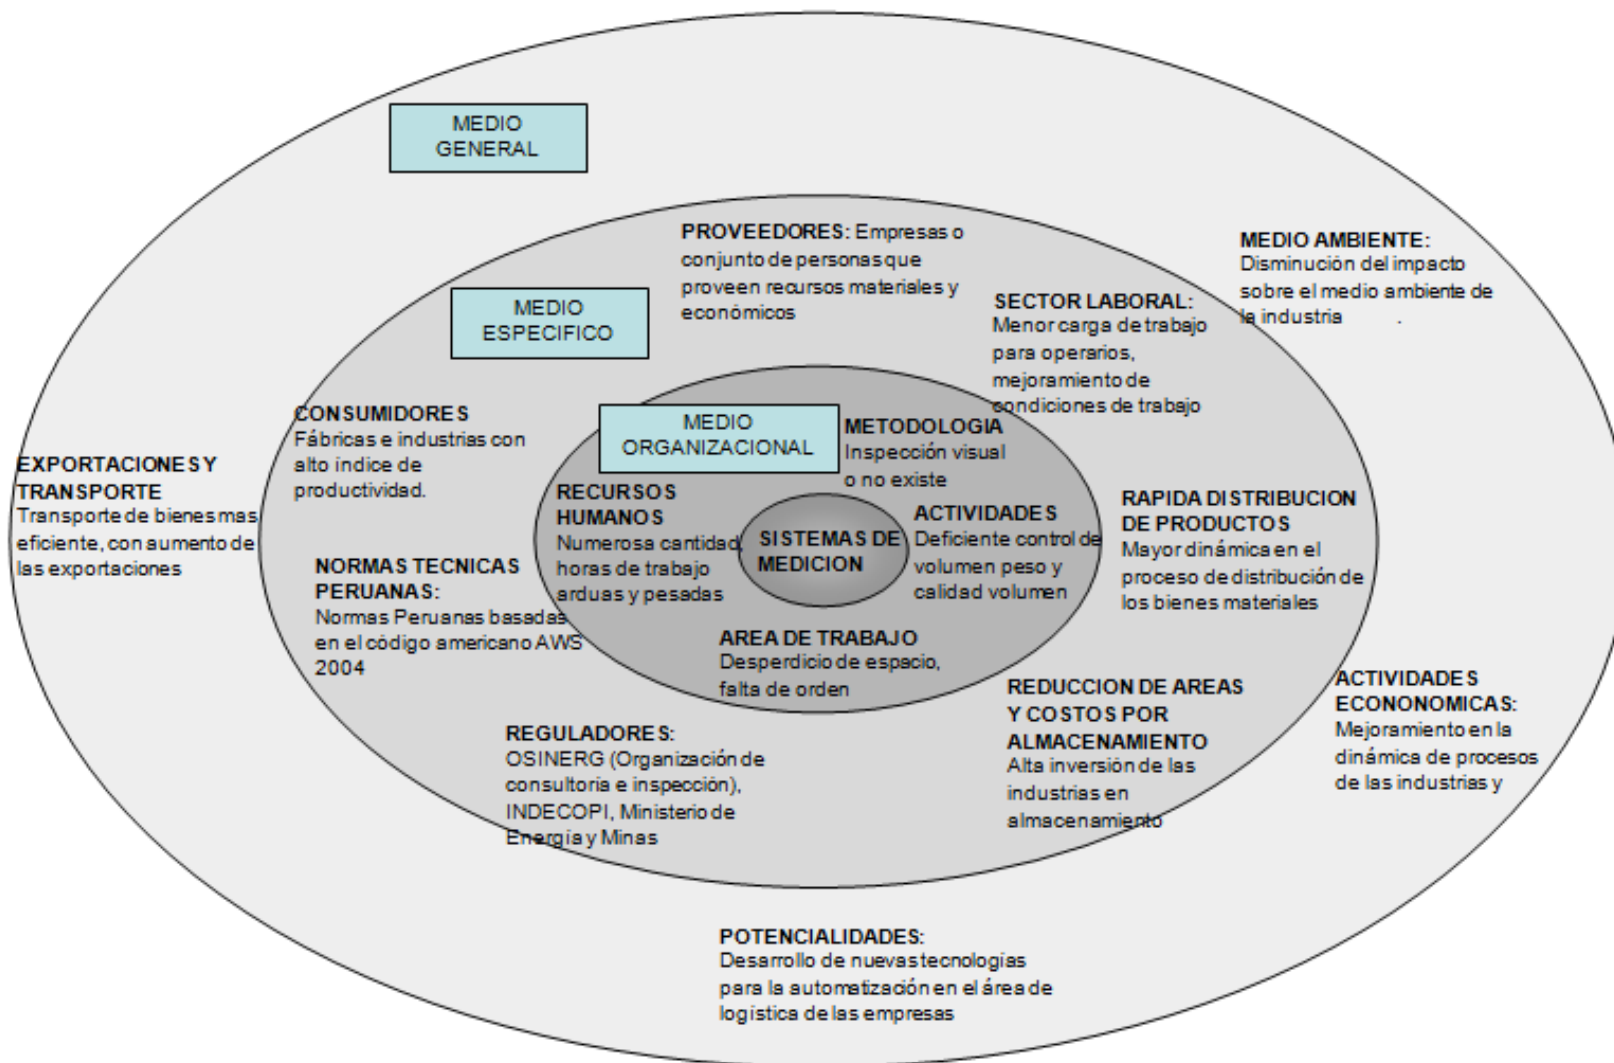 MEDIO
GENERAL
PROVEEDORES: Empresas o
conjunto de personas que
proveen recursos materiales y
económicos
MEDIO AMBIENTE:
Disminución del impacto
sobre el medio ambiente de
la industria .
MEDIO
ESPECIFICO
SECTOR LABORAL:
Menor carga de trabajo
para operarios,
mejoramiento de
condiciones de trabajo
CONSUMIDORES
Fábricas e industrias con
alto índice de
productividad.
MEDIO
ORGANIZACIONAL
METODOLOGIA
Inspección visual
o no existe
EXPORTACIONES Y
TRANSPORTE
Transporte de bienes mas
eficiente, con aumento de
las exportaciones
RECURSOS
HUMANOS
Numerosa cantidad,
horas de trabajo
arduas y pesadas
SISTEMAS DE
MEDICION
ACTIVIDADES
Deficiente control de
volumen peso y
calidad volumen
RAPIDA DISTRIBUCION
DE PRODUCTOS
Mayor dinámica en el
proceso de distribución de
los bienes materiales
NORMAS TECNICAS
PERUANAS:
Normas Peruanas basadas
en el código americano AWS
2004
AREA DE TRABAJO
Desperdicio de espacio,
falta de orden
REDUCCION DE AREAS
Y COSTOS POR
ALMACENAMIENTO
Alta inversión de las
industrias en
almacenamiento
ACTIVIDADES
ECONONOMICAS:
Mejoramiento en la
dinámica de procesos
de las industrias y
REGULADORES:
OSINERG (Organización de
consultoria e inspección),
INDECOPI, Ministerio de
Energía y Minas
POTENCIALIDADES:
Desarrollo de nuevas tecnologías
para la automatización en el área de
logística de las empresas